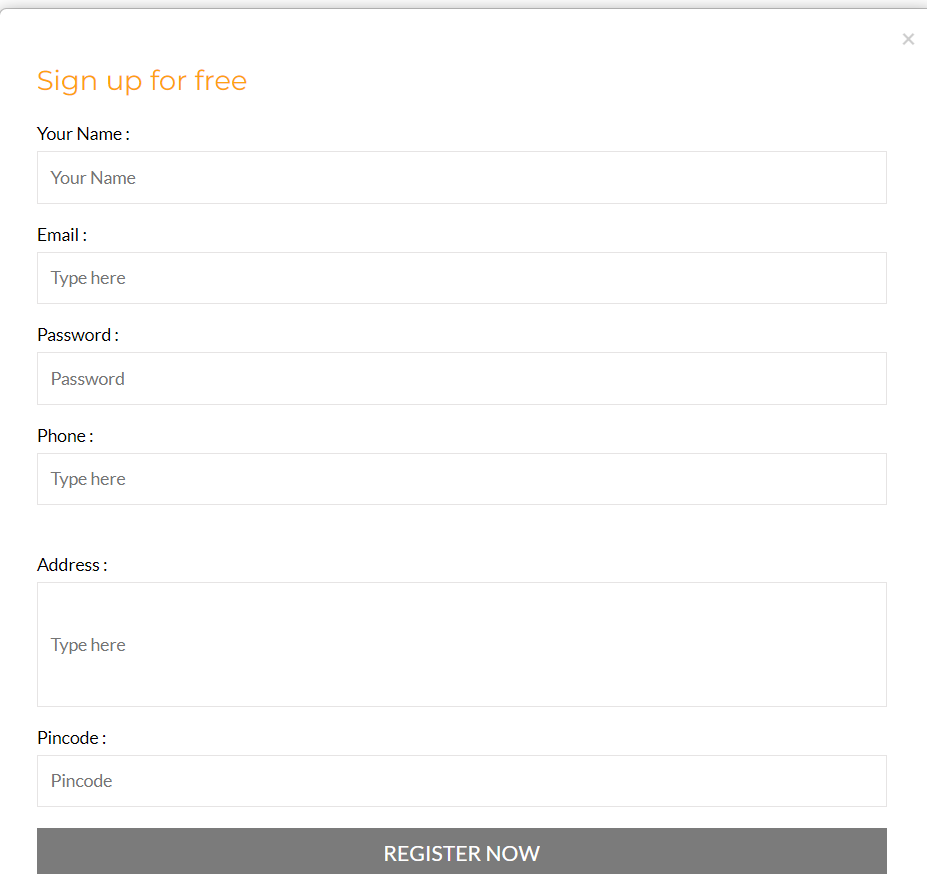 ×
Sign up for free
Your Name :
Your Name
Email :
Type here
Password :
Password
Phone :
Type here
Address :
Type here
Pincode :
Pincode
REGISTER NOW